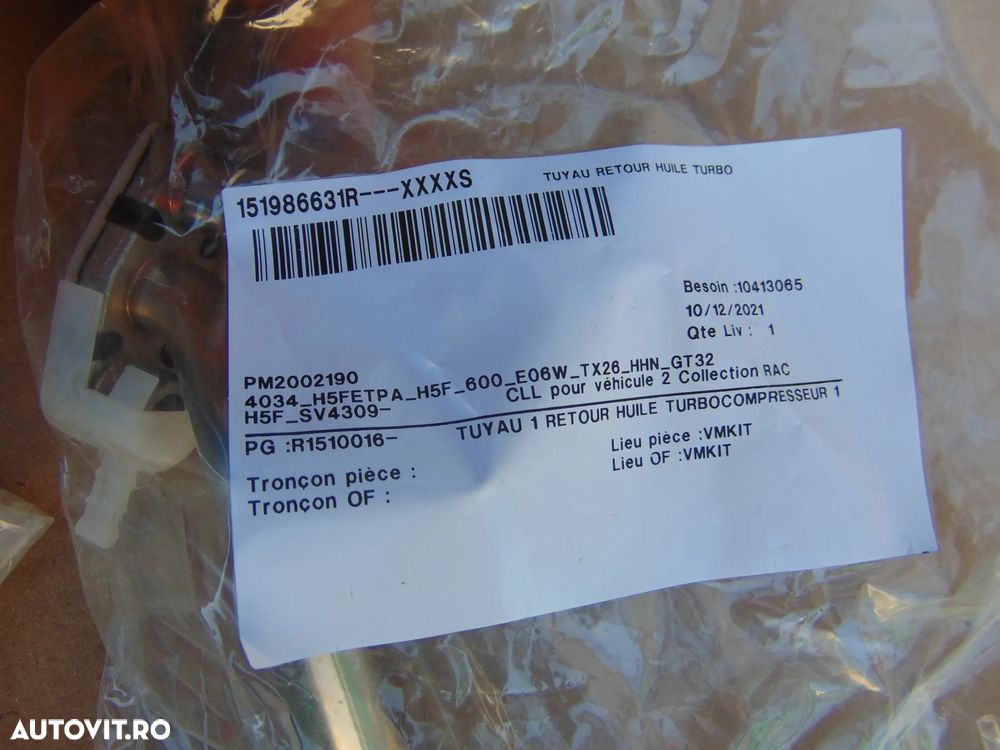 151986631R---XXXXS
TUYAU RETOUR HUILE TURBO
Besoin :10413065
10/12/2021
Qte Liv : 1
PM2002190
4034_H5FETPA_H5F_600_E06W_TX26_HHN_GT32
H5F_SV4309-
CLL pour véhicule 2 Collection RAC
PG :R1510016-
TUYAU 1 RETOUR HUILE TURBOCOMPRESSEUR 1
Tronçon pièce :
Lieu pièce :VMKIT
Tronçon OF :
Lieu OF :VMKIT
AUTOVIT.RO